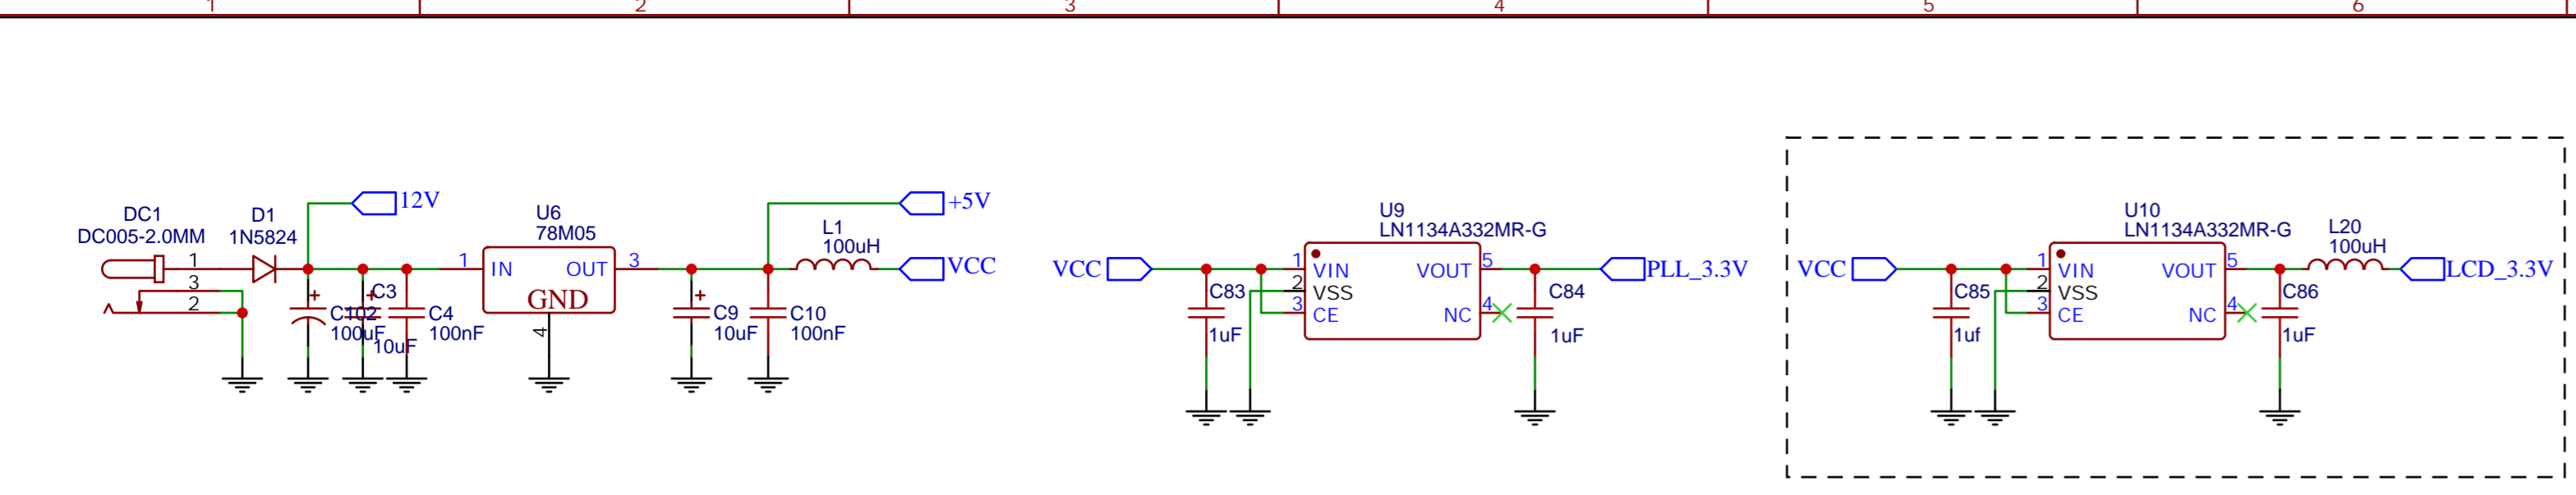 1 2 3 4 5 6
12V
+5V
DC1
DC005-2.0MM
D1
1N5824
U6
78M05
L1
100uH
1
3
2
1 IN OUT 3
GND
4
VCC
C102
100uF
C3
10uF
C4
100nF
C9
10uF
C10
100nF
U9
LN1134A332MR-G
VCC
1 VIN VOUT 5
2 VSS
3 CE NC 4
PLL_3.3V
C83
1uF
C84
1uF
U10
LN1134A332MR-G
L20
100uH
VCC
1 VIN VOUT 5
2 VSS
3 CE NC 4
LCD_3.3V
C85
1uf
C86
1uF